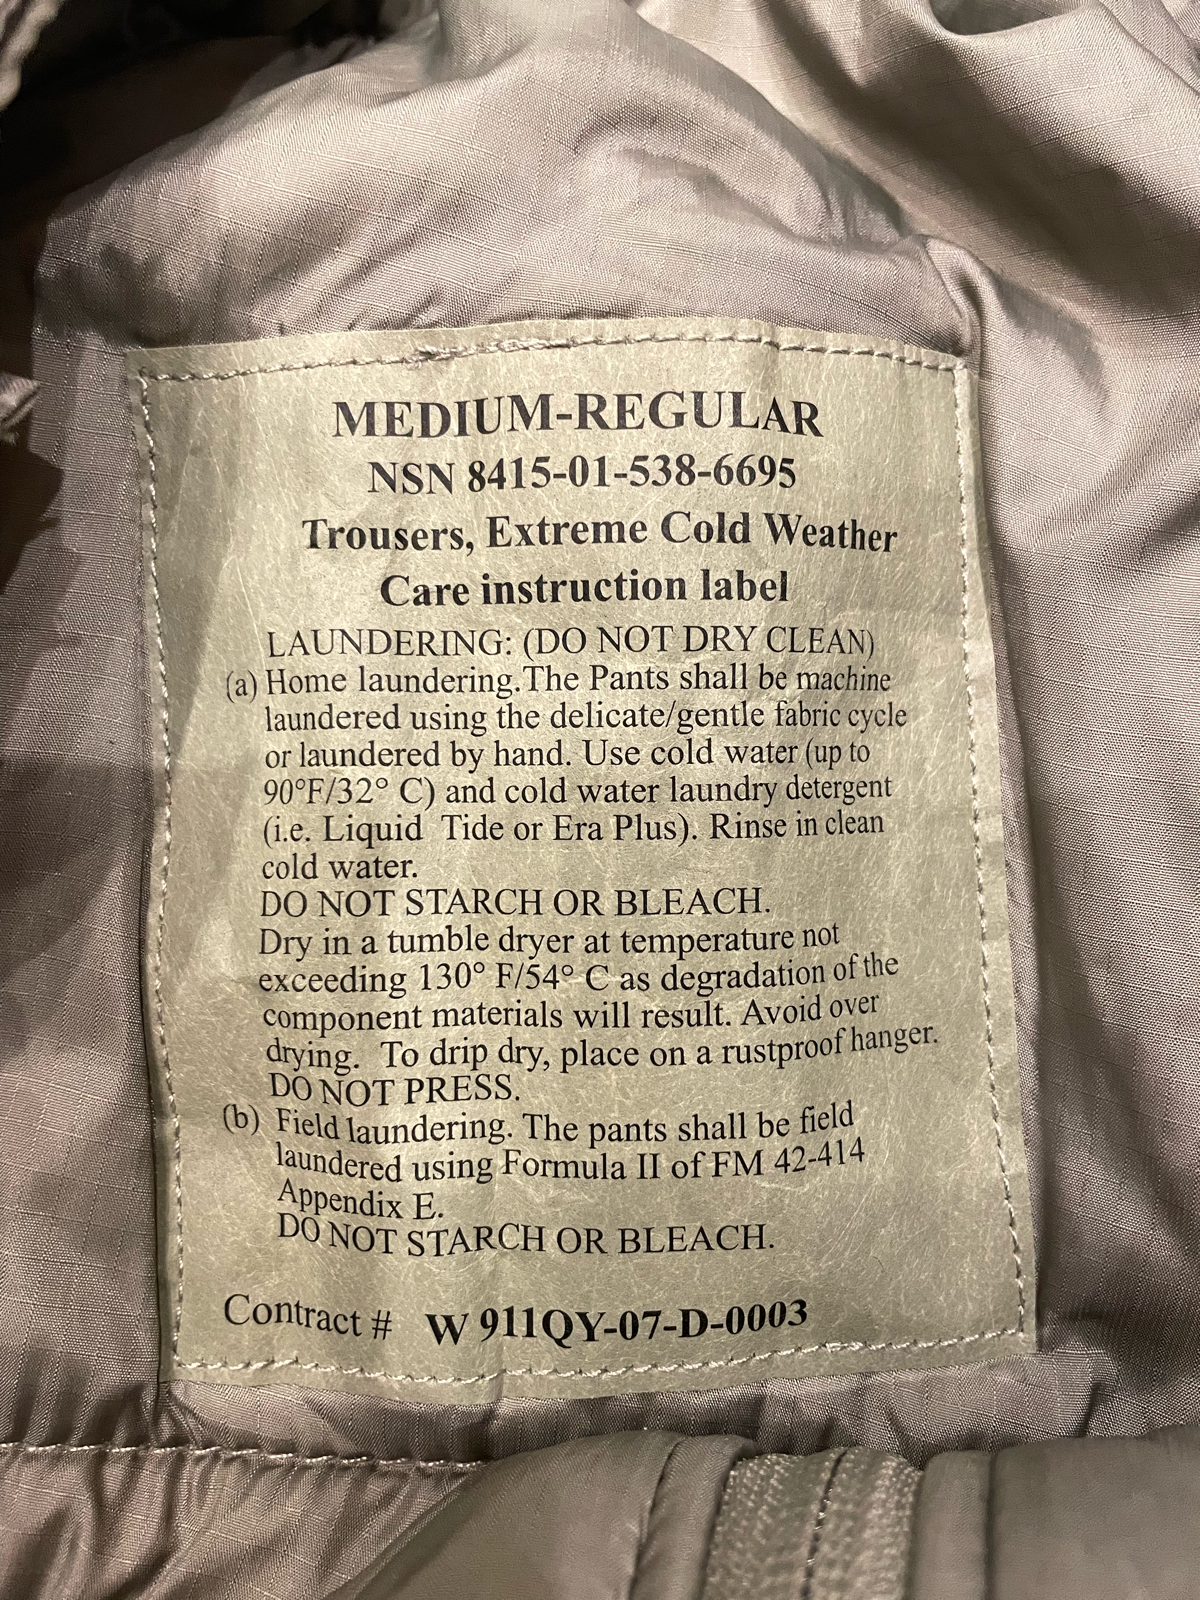 MEDIUM-REGULAR
NSN 8415-01-538-6695
Trousers, Extreme Cold Weather
Care instruction label
LAUNDERING: (DO NOT DRY CLEAN)
(a) Home laundering.The Pants shall be machine
laundered using the delicate/gentle fabric cycle
or laundered by hand. Use cold water (up to
90°F/32° C) and cold water laundry detergent
(i.e. Liquid Tide or Era Plus). Rinse in clean
cold water.
DO NOT STARCH OR BLEACH.
Dry in a tumble dryer at temperature not
exceeding 130° F/54° C as degradation of the
component materials will result. Avoid over
drying. To drip dry, place on a rustproof hanger.
DO NOT PRESS.
(b) Field laundering. The pants shall be field
laundered using Formula II of FM 42-414
Appendix E.
DO NOT STARCH OR BLEACH.
Contract # W 911QY-07-D-0003